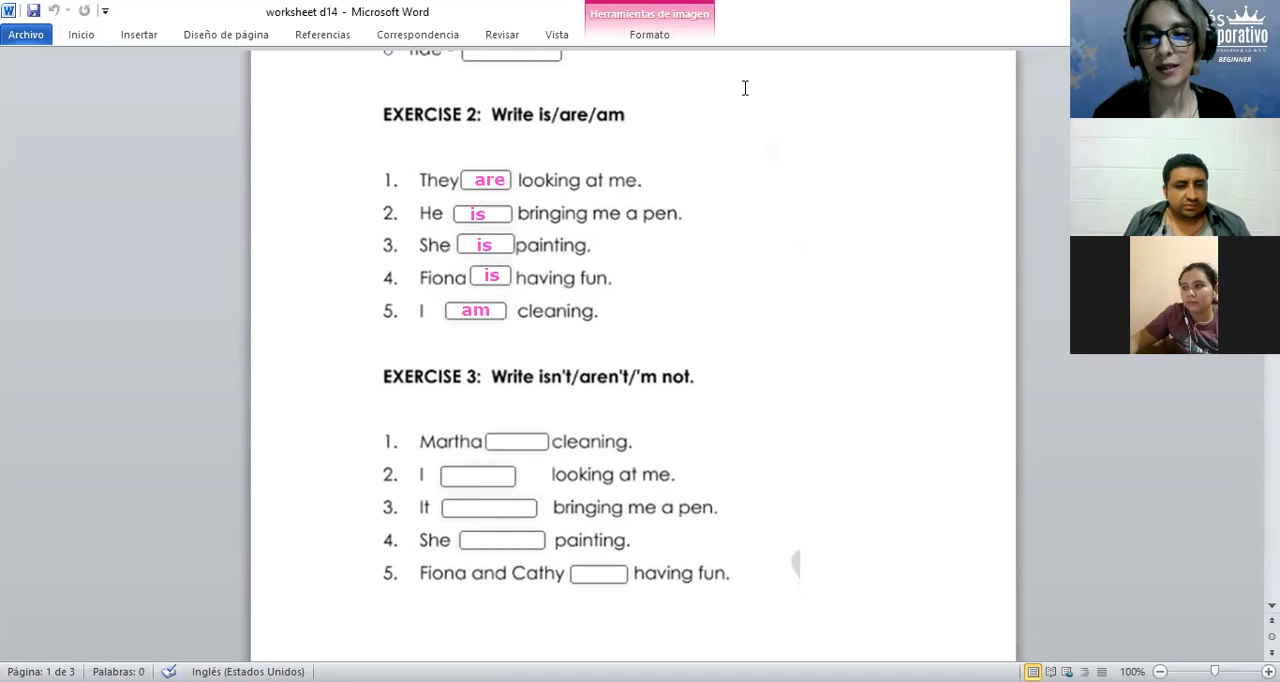 worksheet d14 - Microsoft Word
Herramientas de imagen
Archivo Inicio Insertar Diseño de página Referencias Correspondencia Revisar Vista Formato
EXERCISE 2: Write is/are/am
1. They are looking at me.
2. He is bringing me a pen.
3. She is painting.
4. Fiona is having fun.
5. I am cleaning.
EXERCISE 3: Write isn't/aren't/'m not.
1. Martha cleaning.
2. I looking at me.
3. It bringing me a pen.
4. She painting.
5. Fiona and Cathy having fun.
Página: 1 de 3 Palabras: 0 Inglés (Estados Unidos) 100%
BEGINNER